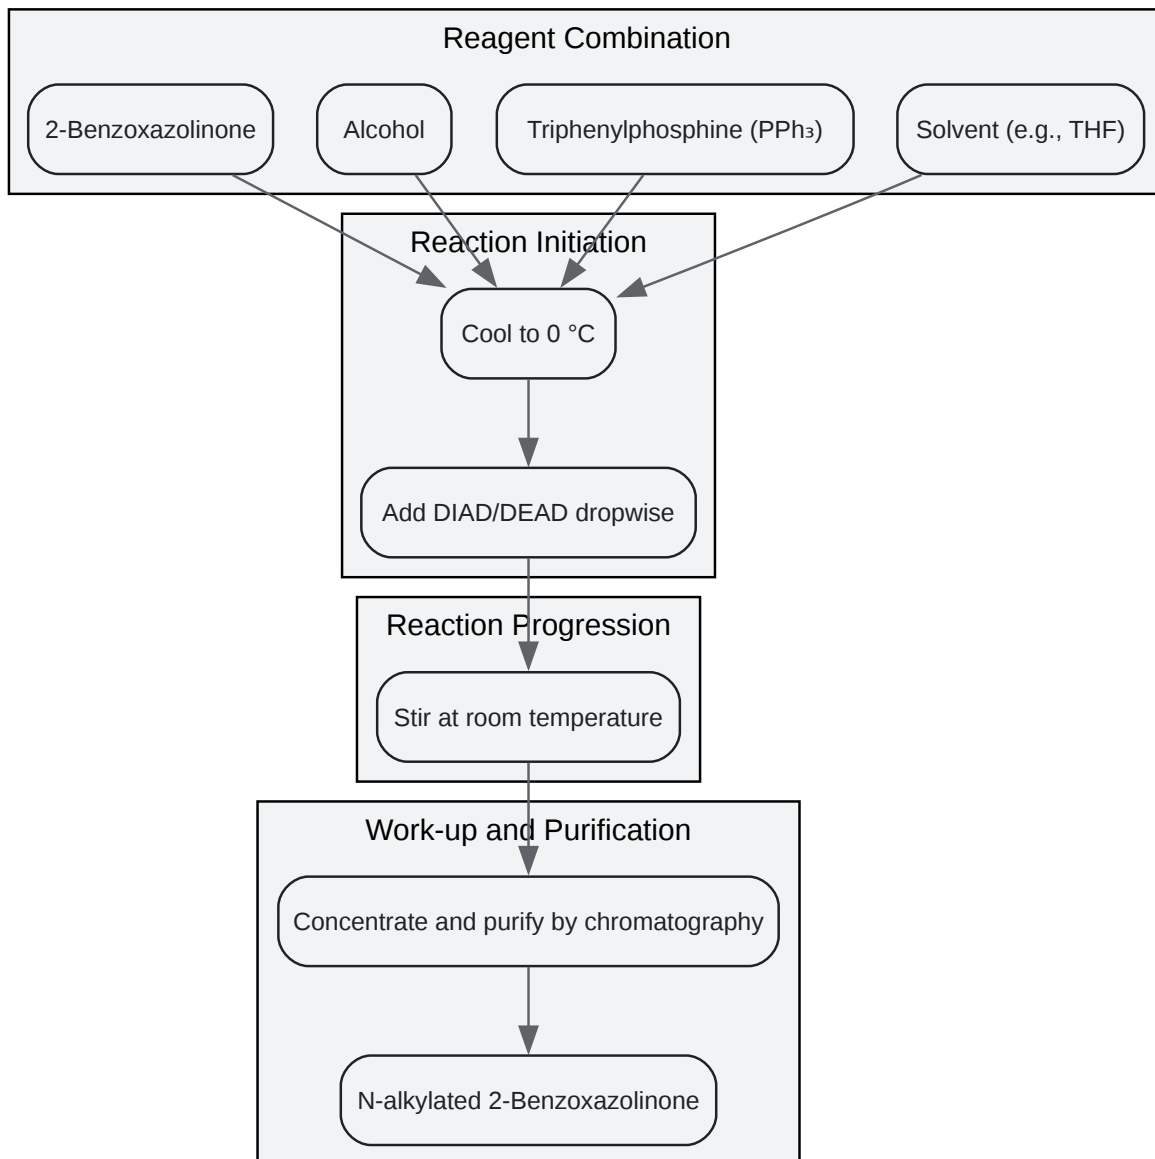 Reagent Combination
2-Benzoxazolinone
Alcohol
Triphenylphosphine (PPh₃)
Solvent (e.g., THF)
Reaction Initiation
Cool to 0 °C
Add DIAD/DEAD dropwise
Reaction Progression
Stir at room temperature
Work-up and Purification
Concentrate and purify by chromatography
N-alkylated 2-Benzoxazolinone